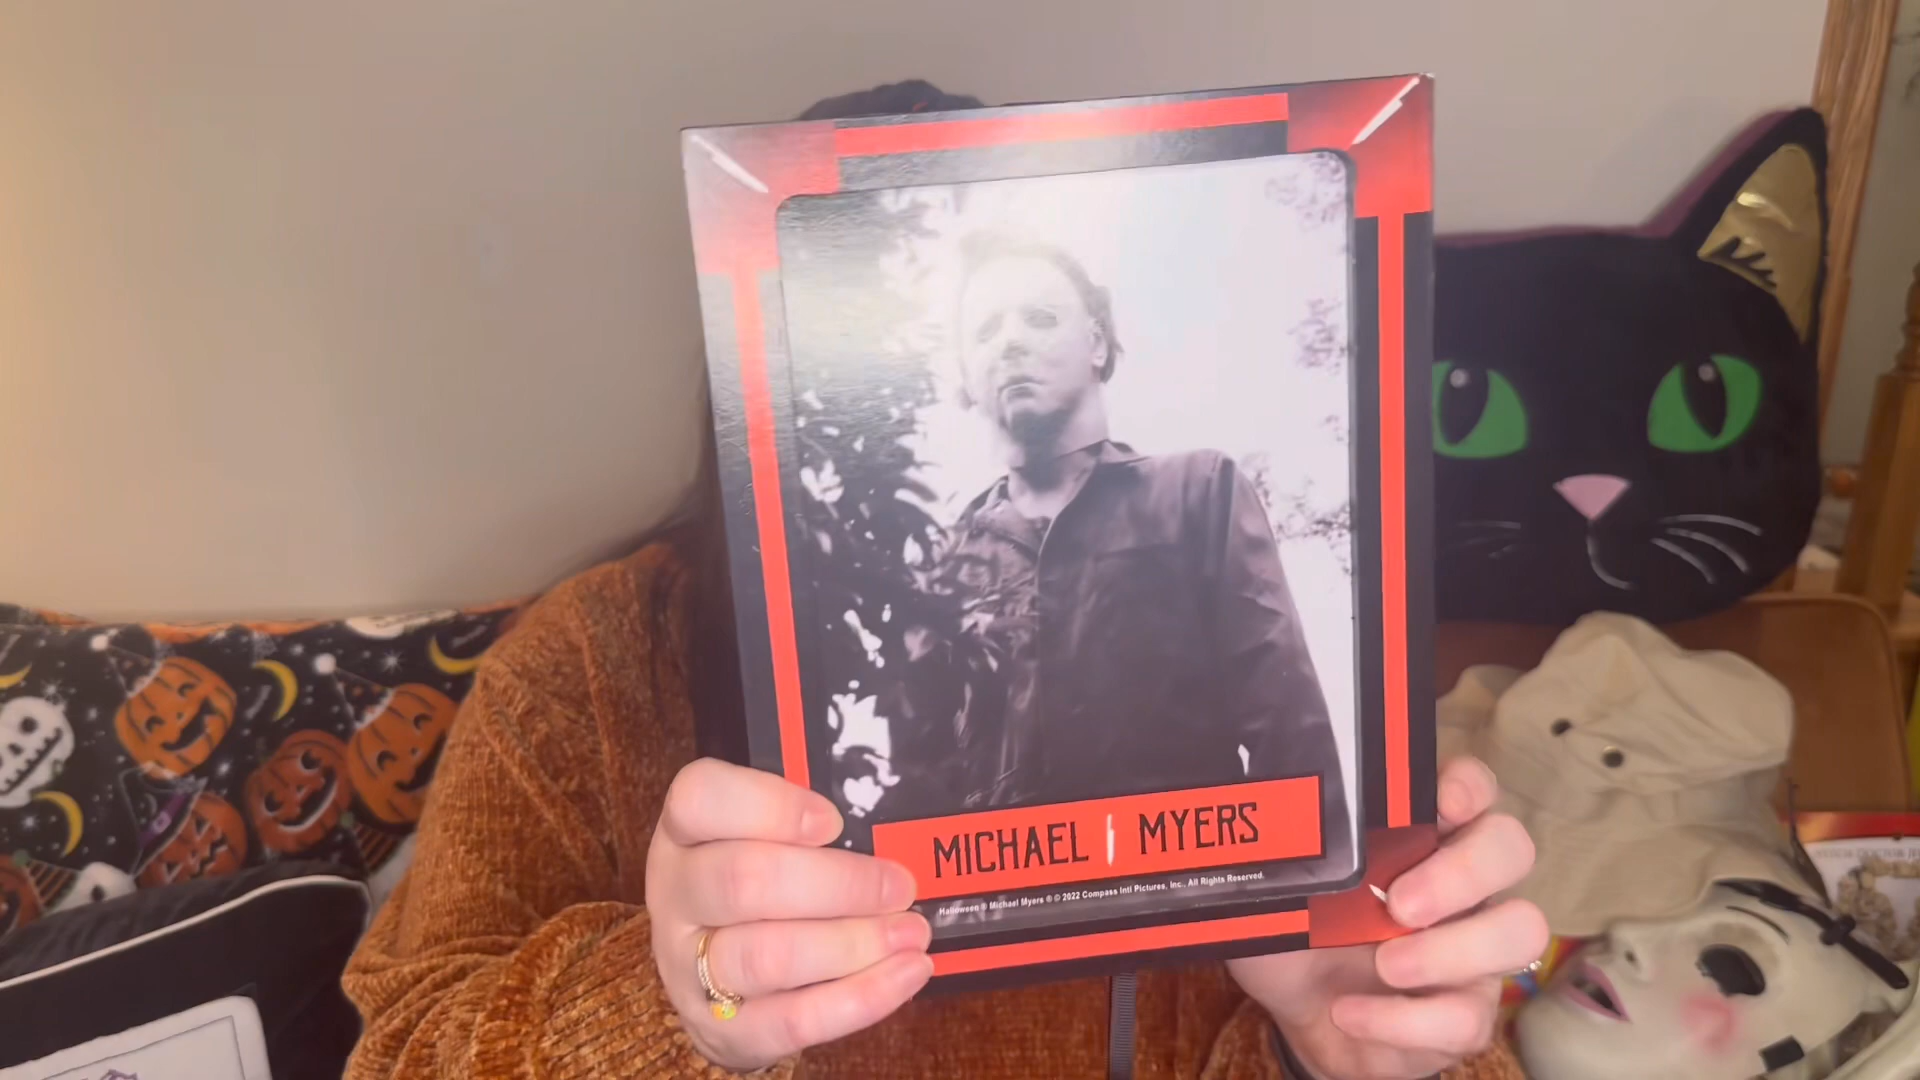 MICHAEL MYERS
Halloween ® Michael Myers ® © 2022 Compass Intl Pictures, Inc., All Rights Reserved.